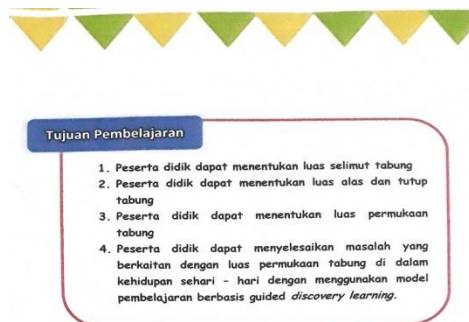 Tujuan Pembelajaran
1. Peserta didik dapat menentukan luas selimut tabung
2. Peserta didik dapat menentukan luas alas dan tutup
tabung
3. Peserta didik dapat menentukan luas permukaan
tabung
4. Peserta didik dapat menyelesaikan masalah yang
berkaitan dengan luas permukaan tabung di dalam
kehidupan sehari - hari dengan menggunakan model
pembelajaran berbasis guided discovery learning.